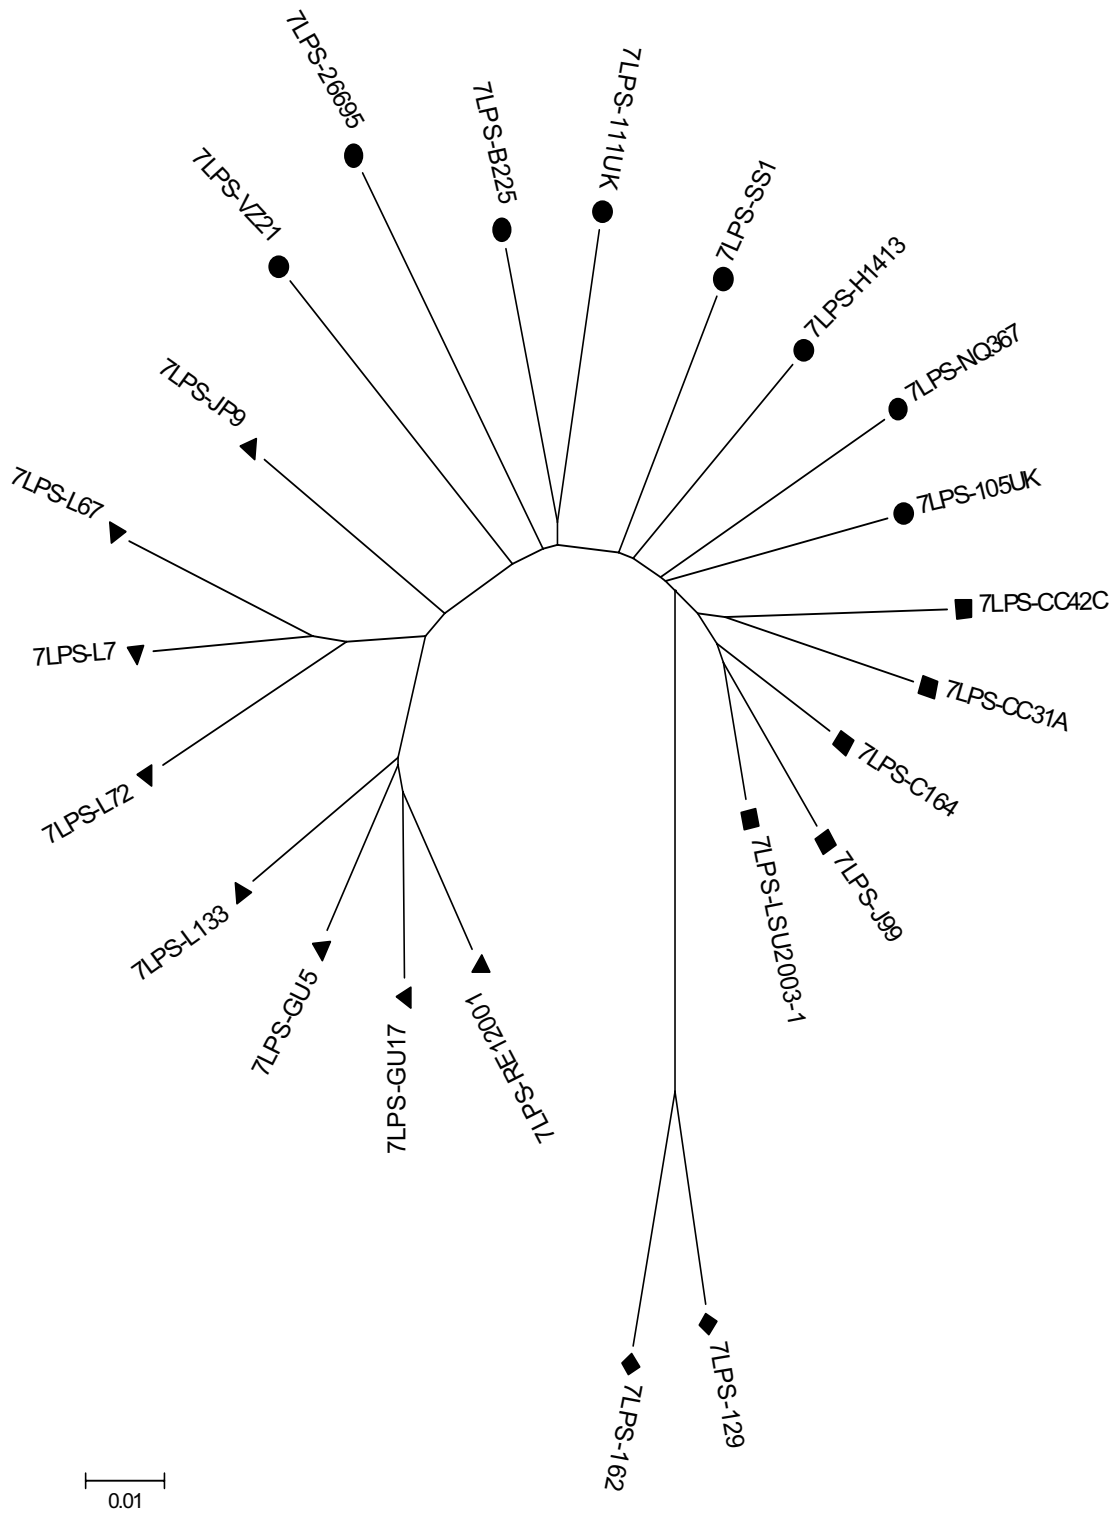 7LPS-26695
7LPS-B225
7LPS-111UK
7LPS-SS1
7LPS-VZ21
7LPS-H1413
7LPS-NQ367
7LPS-JP9
7LPS-L67
7LPS-105UK
7LPS-CC42C
7LPS-L7
7LPS-CC31A
7LPS-C164
7LPS-L72
7LPS-J99
7LPS-LSU2003-1
7LPS-L133
7LPS-GU5
7LPS-GU17
7LPS-RE12001
7LPS-129
7LPS-162
0.01